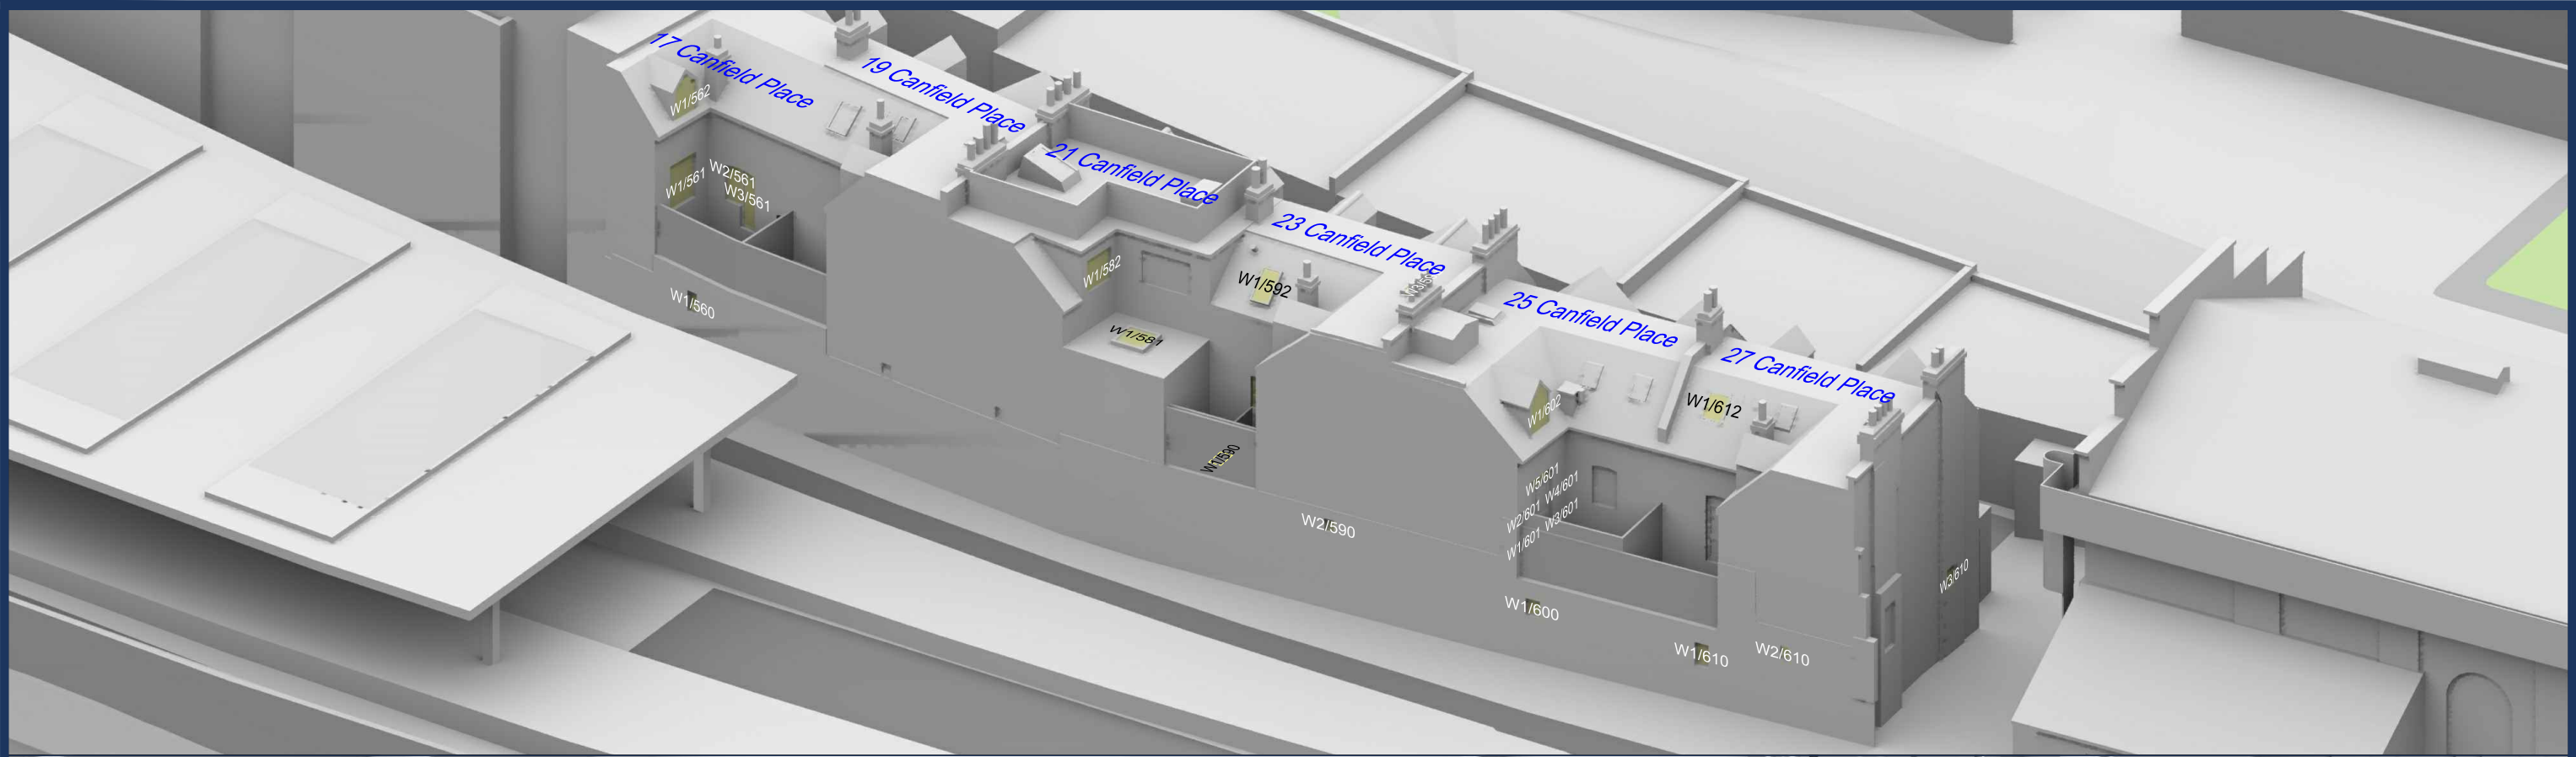 17 Canfield Place
19 Canfield Place
W1/562
21 Canfield Place
W1/561
W2/561
W3/561
23 Canfield Place
W1/582
W1/592
W1/560
25 Canfield Place
W1/581
27 Canfield Place
W1/602
W1/612
W1/590
W5/601
W4/601
W2/601
W3/601
W1/601
W2/590
W3/610
W1/600
W1/610
W2/610